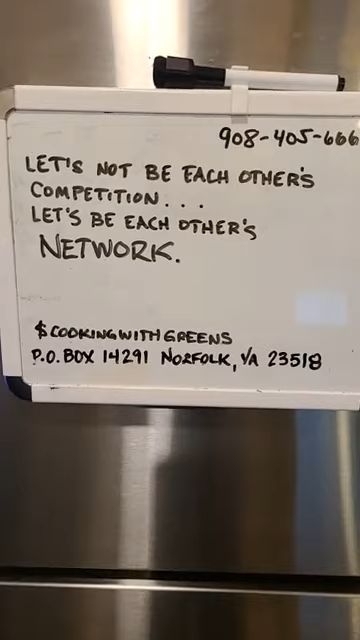 908-405-666
LET'S NOT BE EACH OTHER'S
COMPETITION...
LET'S BE EACH OTHER'S
NETWORK.
$COOKINGWITHGREENS
P.O. BOX 14291 NORFOLK, VA 23518